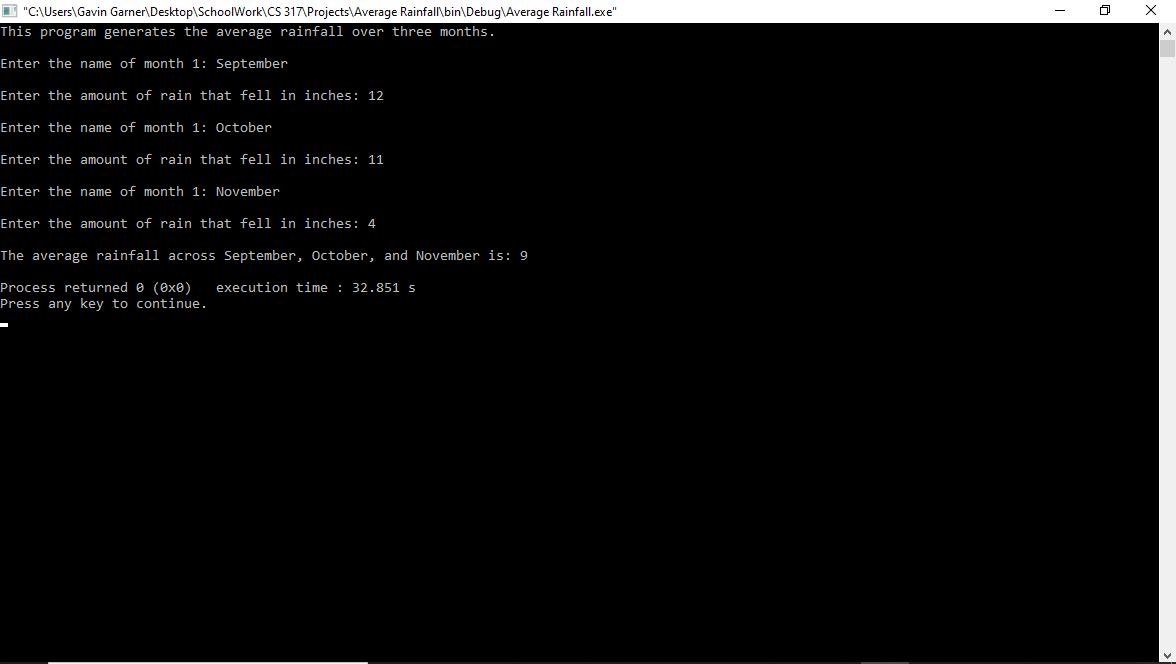 "C:\Users\Gavin Garner\Desktop\SchoolWork\CS 317\Projects\Average Rainfall\bin\Debug\Average Rainfall.exe"
This program generates the average rainfall over three months.
Enter the name of month 1: September
Enter the amount of rain that fell in inches: 12
Enter the name of month 1: October
Enter the amount of rain that fell in inches: 11
Enter the name of month 1: November
Enter the amount of rain that fell in inches: 4
The average rainfall across September, October, and November is: 9
Process returned 0 (0x0)   execution time : 32.851 s
Press any key to continue.